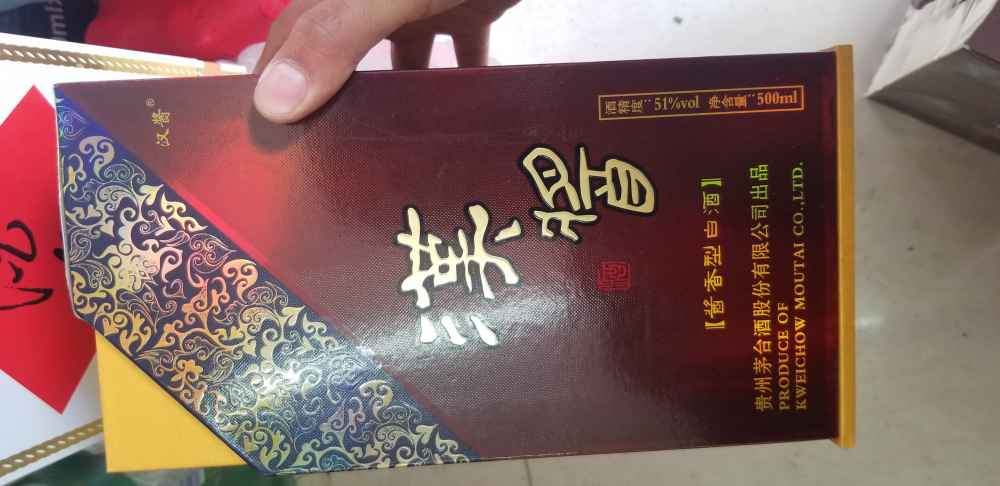 汉酱®
酒精度：51%vol 净含量：500ml
漢酱
【酱香型白酒】
贵州茅台酒股份有限公司出品
PRODUCE OF
KWEICHOW MOUTAI CO.,LTD.